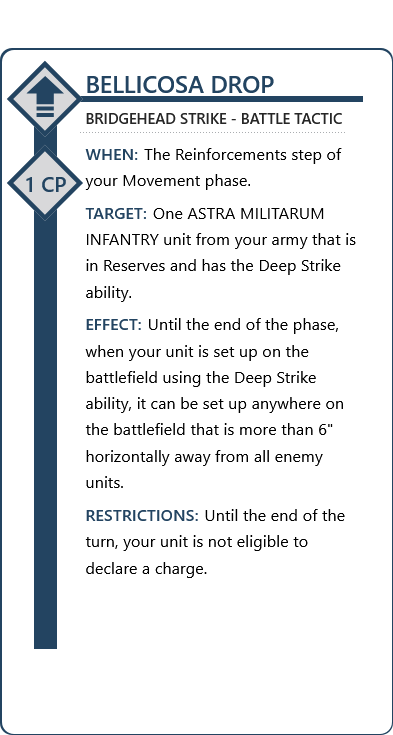 BELLICOSA DROP
BRIDGEHEAD STRIKE - BATTLE TACTIC
WHEN: The Reinforcements step of
1 CP
your Movement phase.
TARGET: One ASTRA MILITARUM
INFANTRY unit from your army that is
in Reserves and has the Deep Strike
ability.
EFFECT: Until the end of the phase,
when your unit is set up on the
battlefield using the Deep Strike
ability, it can be set up anywhere on
the battlefield that is more than 6"
horizontally away from all enemy
units.
RESTRICTIONS: Until the end of the
turn, your unit is not eligible to
declare a charge.